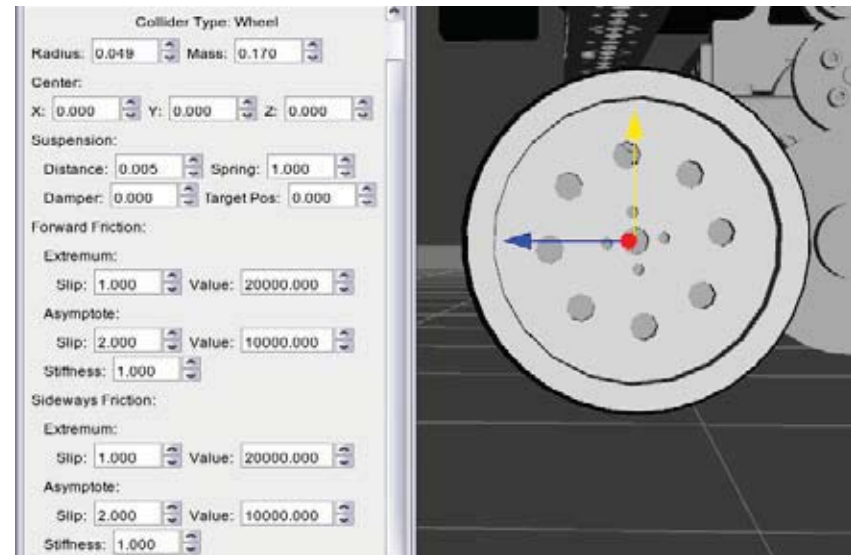 Collider Type: Wheel
Radius: 0.049 Mass: 0.170
Center:
X: 0.000 Y: 0.000 Z: 0.000
Suspension:
Distance: 0.005 Spring: 1.000
Damper: 0.000 Target Pos: 0.000
Forward Friction:
Extremum:
Slip: 1.000 Value: 20000.000
Asymptote:
Slip: 2.000 Value: 10000.000
Stiffness: 1.000
Sideways Friction:
Extremum:
Slip: 1.000 Value: 20000.000
Asymptote:
Slip: 2.000 Value: 10000.000
Stiffness: 1.000